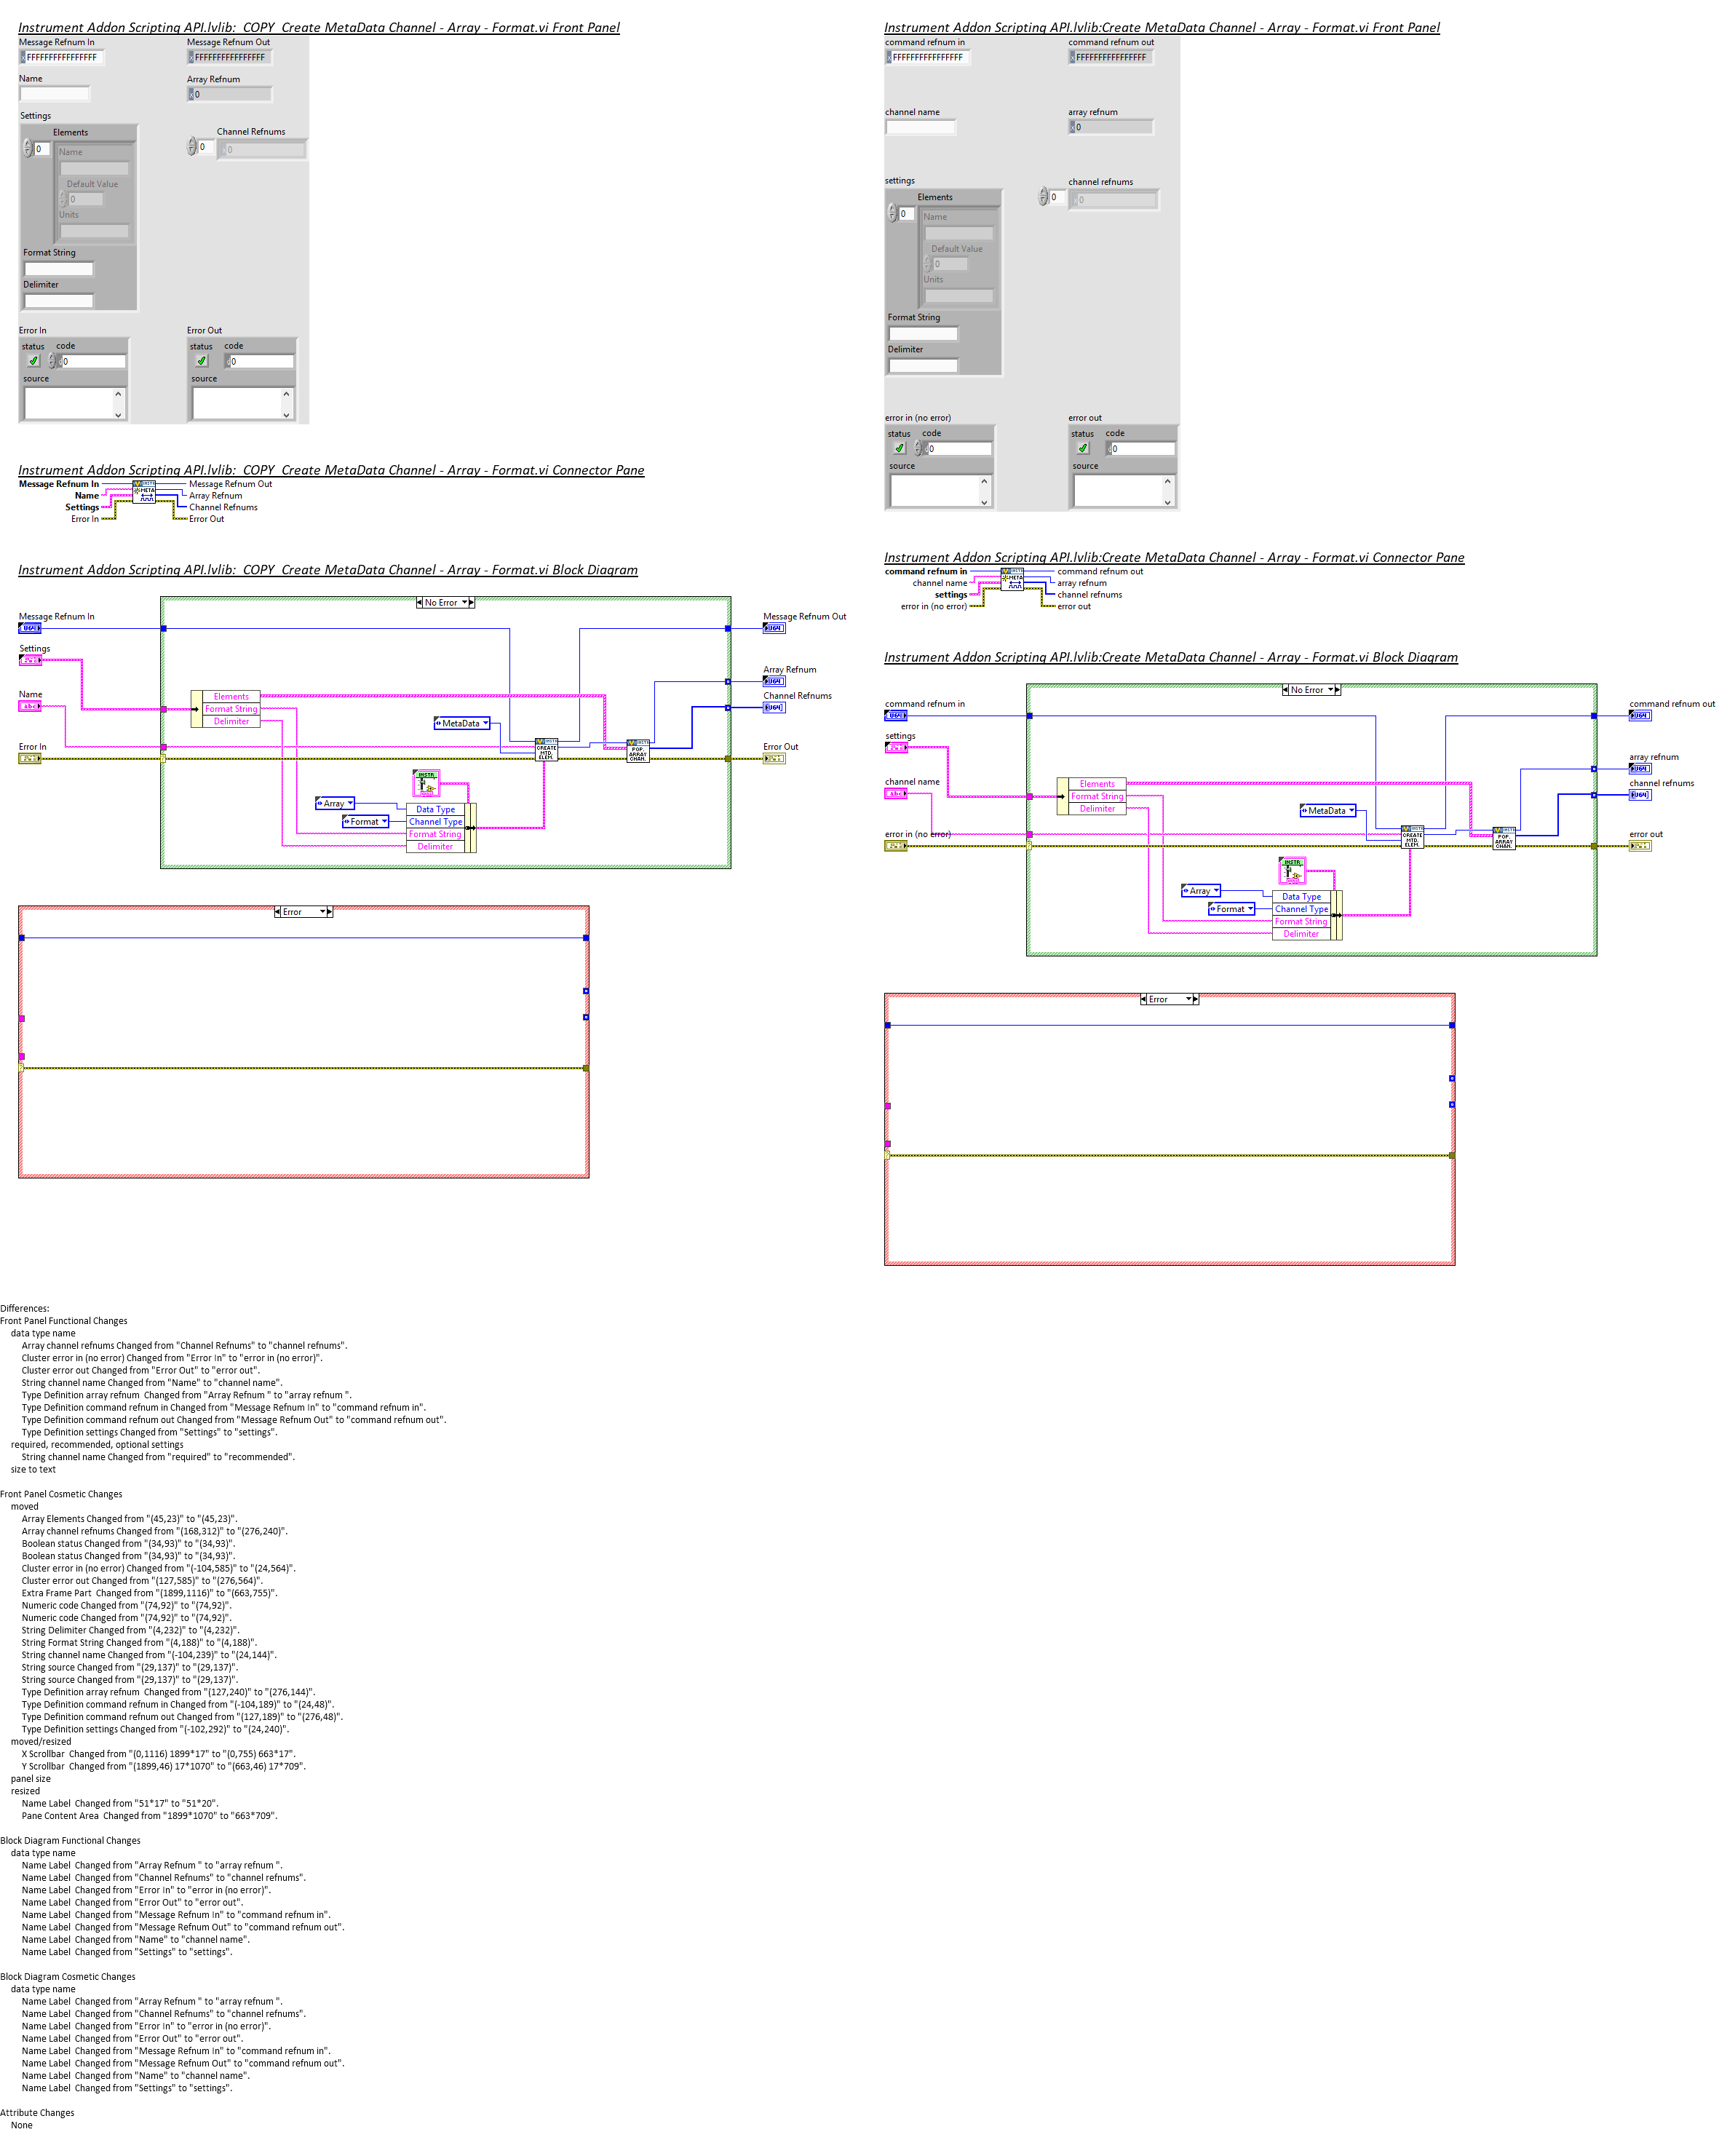 Instrument Addon Scripting API.lvlib:_COPY_Create MetaData Channel - Array - Format.vi Front Panel
Message Refnum In
Message Refnum Out
x FFFFFFFFFFFFFFFF
x FFFFFFFFFFFFFFFF
Name
Array Refnum
x 0
Settings
Elements
Channel Refnums
0
0
0
Name
Default Value
0
Units
Format String
Delimiter
Error In
Error Out
status code
status code
0
0
source
source
Instrument Addon Scripting API.lvlib:_COPY_Create MetaData Channel - Array - Format.vi Connector Pane
Message Refnum In
Message Refnum Out
Name
Array Refnum
Settings
Channel Refnums
Error In
Error Out
META
Instrument Addon Scripting API.lvlib:_COPY_Create MetaData Channel - Array - Format.vi Block Diagram
No Error
Message Refnum In
U64
Message Refnum Out
U64
Settings
Array Refnum
U64
Name
abc
Elements
Format String
Delimiter
Channel Refnums
U64
MetaData
Error In
Error Out
CREATE
MTD.
ELEM.
POP.
ARRAY
CHAN.
INSTR.
Array
Format
Data Type
Channel Type
Format String
Delimiter
Error
Instrument Addon Scripting API.lvlib:Create MetaData Channel - Array - Format.vi Front Panel
command refnum in
command refnum out
x FFFFFFFFFFFFFFFF
x FFFFFFFFFFFFFFFF
channel name
array refnum
x 0
settings
channel refnums
Elements
0
0
0
Name
Default Value
0
Units
Format String
Delimiter
error in (no error)
error out
status code
status code
0
0
source
source
Instrument Addon Scripting API.lvlib:Create MetaData Channel - Array - Format.vi Connector Pane
command refnum in
command refnum out
channel name
array refnum
settings
channel refnums
error in (no error)
error out
META
Instrument Addon Scripting API.lvlib:Create MetaData Channel - Array - Format.vi Block Diagram
No Error
command refnum in
U64
command refnum out
U64
settings
array refnum
U64
channel name
abc
Elements
Format String
Delimiter
channel refnums
U64
MetaData
error in (no error)
error out
CREATE
MTD.
ELEM.
POP.
ARRAY
CHAN.
INSTR.
Array
Format
Data Type
Channel Type
Format String
Delimiter
Error
Differences:
Front Panel Functional Changes
data type name
Array channel refnums Changed from "Channel Refnums" to "channel refnums".
Cluster error in (no error) Changed from "Error In" to "error in (no error)".
Cluster error out Changed from "Error Out" to "error out".
String channel name Changed from "Name" to "channel name".
Type Definition array refnum  Changed from "Array Refnum " to "array refnum ".
Type Definition command refnum in Changed from "Message Refnum In" to "command refnum in".
Type Definition command refnum out Changed from "Message Refnum Out" to "command refnum out".
Type Definition settings Changed from "Settings" to "settings".
required, recommended, optional settings
String channel name Changed from "required" to "recommended".
size to text
Front Panel Cosmetic Changes
moved
Array Elements Changed from "(45,23)" to "(45,23)".
Array channel refnums Changed from "(168,312)" to "(276,240)".
Boolean status Changed from "(34,93)" to "(34,93)".
Boolean status Changed from "(34,93)" to "(34,93)".
Cluster error in (no error) Changed from "(-104,585)" to "(24,564)".
Cluster error out Changed from "(127,585)" to "(276,564)".
Extra Frame Part  Changed from "(1899,1116)" to "(663,755)".
Numeric code Changed from "(74,92)" to "(74,92)".
Numeric code Changed from "(74,92)" to "(74,92)".
String Delimiter Changed from "(4,232)" to "(4,232)".
String Format String Changed from "(4,188)" to "(4,188)".
String channel name Changed from "(-104,239)" to "(24,144)".
String source Changed from "(29,137)" to "(29,137)".
String source Changed from "(29,137)" to "(29,137)".
Type Definition array refnum  Changed from "(127,240)" to "(276,144)".
Type Definition command refnum in Changed from "(-104,189)" to "(24,48)".
Type Definition command refnum out Changed from "(127,189)" to "(276,48)".
Type Definition settings Changed from "(-102,292)" to "(24,240)".
moved/resized
X Scrollbar  Changed from "(0,1116) 1899*17" to "(0,755) 663*17".
Y Scrollbar  Changed from "(1899,46) 17*1070" to "(663,46) 17*709".
panel size
resized
Name Label  Changed from "51*17" to "51*20".
Pane Content Area  Changed from "1899*1070" to "663*709".
Block Diagram Functional Changes
data type name
Name Label  Changed from "Array Refnum " to "array refnum ".
Name Label  Changed from "Channel Refnums" to "channel refnums".
Name Label  Changed from "Error In" to "error in (no error)".
Name Label  Changed from "Error Out" to "error out".
Name Label  Changed from "Message Refnum In" to "command refnum in".
Name Label  Changed from "Message Refnum Out" to "command refnum out".
Name Label  Changed from "Name" to "channel name".
Name Label  Changed from "Settings" to "settings".
Block Diagram Cosmetic Changes
data type name
Name Label  Changed from "Array Refnum " to "array refnum ".
Name Label  Changed from "Channel Refnums" to "channel refnums".
Name Label  Changed from "Error In" to "error in (no error)".
Name Label  Changed from "Error Out" to "error out".
Name Label  Changed from "Message Refnum In" to "command refnum in".
Name Label  Changed from "Message Refnum Out" to "command refnum out".
Name Label  Changed from "Name" to "channel name".
Name Label  Changed from "Settings" to "settings".
Attribute Changes
None